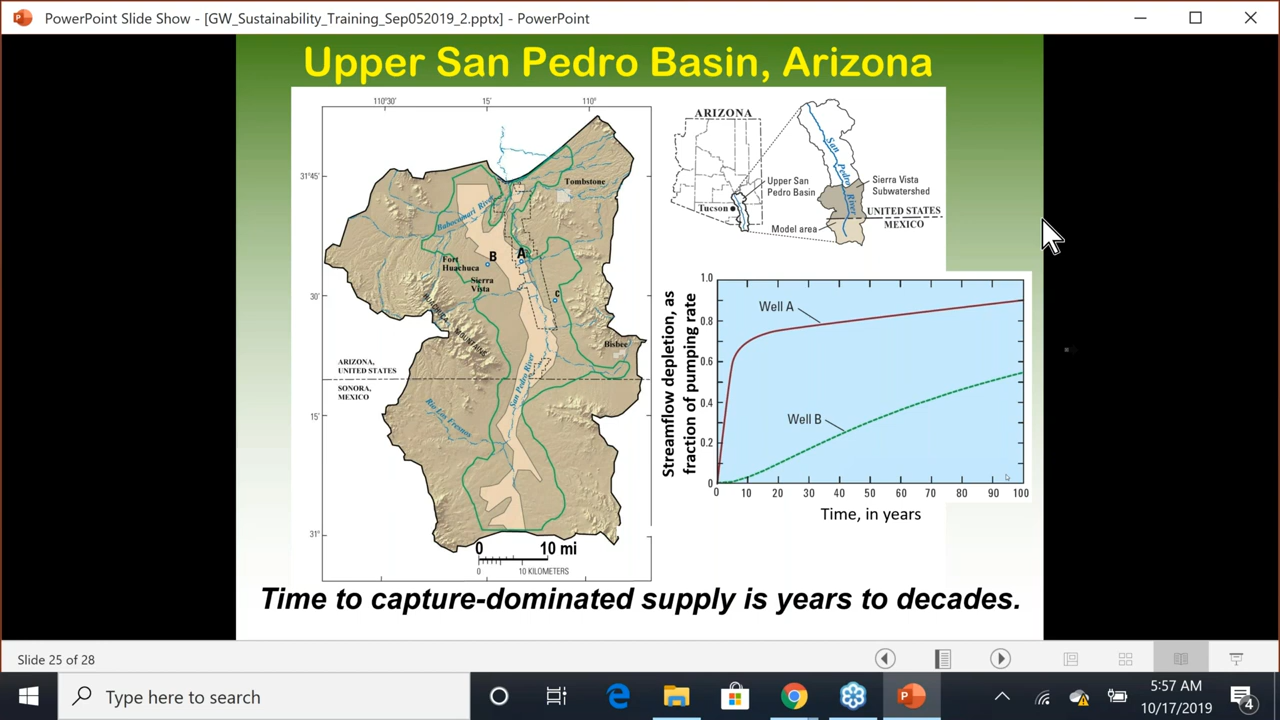 PowerPoint Slide Show - [GW_Sustainability_Training_Sep052019_2.pptx] - PowerPoint
Upper San Pedro Basin, Arizona
110°30'
15'
110°
31°45'
30'
15'
31°
Tombstone
Babocomari River
B
A
C
Fort
Huachuca
Sierra
Vista
HUACHUCA MOUNTAINS
Bisbee
ARIZONA,
UNITED STATES
SONORA,
MEXICO
San Pedro River
Rio Los Fresnos
0 10 mi
0 10 KILOMETERS
ARIZONA
San Pedro River
Upper San
Pedro Basin
Sierra Vista
Subwatershed
Tucson
UNITED STATES
MEXICO
Model area
Streamflow depletion, as
fraction of pumping rate
1.0
0.8
0.6
0.4
0.2
0
Well A
Well B
0 10 20 30 40 50 60 70 80 90 100
Time, in years
Time to capture-dominated supply is years to decades.
Slide 25 of 28
Type here to search
5:57 AM
10/17/2019
4